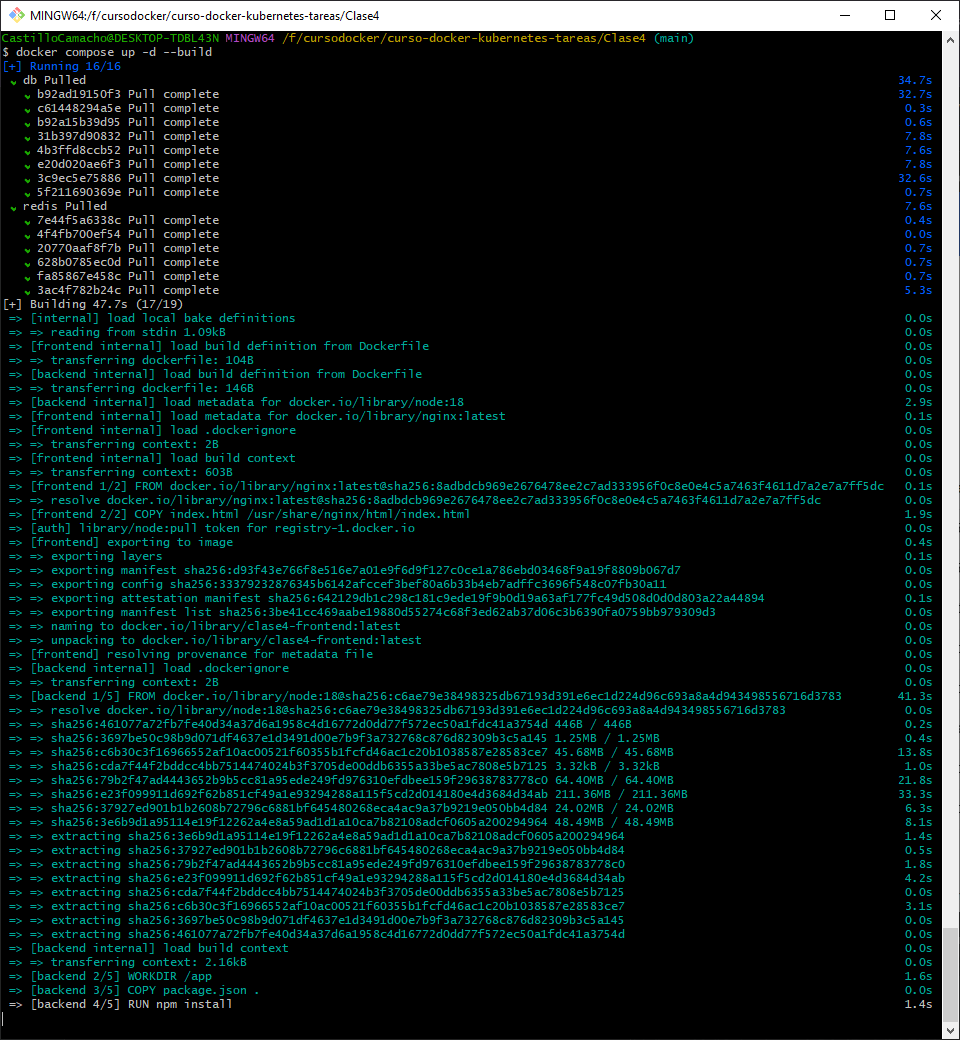 MINGW64:/f/cursodocker/curso-docker-kubernetes-tareas/Clase4
CastilloCamacho@DESKTOP-TDBL43N MINGW64 /f/cursodocker/curso-docker-kubernetes-tareas/Clase4 (main)
$ docker compose up -d --build
[+] Running 16/16
db Pulled 34.7s
b92ad19150f3 Pull complete 32.7s
c61448294a5e Pull complete 0.3s
b92a15b39d95 Pull complete 0.6s
31b397d90832 Pull complete 7.8s
4b3ffd8ccb52 Pull complete 7.6s
e20d020ae6f3 Pull complete 7.8s
3c9ec5e75886 Pull complete 32.6s
5f211690369e Pull complete 0.7s
redis Pulled 7.6s
7e44f5a6338c Pull complete 0.4s
4f4fb700ef54 Pull complete 0.0s
20770aaf8f7b Pull complete 0.7s
628b0785ec0d Pull complete 0.7s
fa85867e458c Pull complete 0.7s
3ac4f782b24c Pull complete 5.3s
[+] Building 47.7s (17/19)
=> [internal] load local bake definitions 0.0s
=> => reading from stdin 1.09kB 0.0s
=> [frontend internal] load build definition from Dockerfile 0.0s
=> => transferring dockerfile: 104B 0.0s
=> [backend internal] load build definition from Dockerfile 0.0s
=> => transferring dockerfile: 146B 0.0s
=> [backend internal] load metadata for docker.io/library/node:18 2.9s
=> [frontend internal] load metadata for docker.io/library/nginx:latest 0.1s
=> [frontend internal] load .dockerignore 0.0s
=> => transferring context: 2B 0.0s
=> [frontend internal] load build context 0.0s
=> => transferring context: 603B 0.0s
=> [frontend 1/2] FROM docker.io/library/nginx:latest@sha256:8adbdcb969e2676478ee2c7ad333956f0c8e0e4c5a7463f4611d7a2e7a7ff5dc 0.1s
=> => resolve docker.io/library/nginx:latest@sha256:8adbdcb969e2676478ee2c7ad333956f0c8e0e4c5a7463f4611d7a2e7a7ff5dc 0.0s
=> [frontend 2/2] COPY index.html /usr/share/nginx/html/index.html 1.9s
=> [auth] library/node:pull token for registry-1.docker.io 0.0s
=> [frontend] exporting to image 0.4s
=> => exporting layers 0.1s
=> => exporting manifest sha256:d93f43e766f8e516e7a01e9f6d9f127c0ce1a786ebd03468f9a19f8809b067d7 0.0s
=> => exporting config sha256:33379232876345b6142afccef3bef80a6b33b4eb7adffc3696f548c07fb30a11 0.0s
=> => exporting attestation manifest sha256:642129db1c298c181c9ede19f9b0d19a63af177fc49d508d0d0d803a22a44894 0.1s
=> => exporting manifest list sha256:3be41cc469aabe19880d55274c68f3ed62ab37d06c3b6390fa0759bb979309d3 0.0s
=> => naming to docker.io/library/clase4-frontend:latest 0.0s
=> => unpacking to docker.io/library/clase4-frontend:latest 0.0s
=> [frontend] resolving provenance for metadata file 0.0s
=> [backend internal] load .dockerignore 0.0s
=> => transferring context: 2B 0.0s
=> [backend 1/5] FROM docker.io/library/node:18@sha256:c6ae79e38498325db67193d391e6ec1d224d96c693a8a4d943498556716d3783 41.3s
=> => resolve docker.io/library/node:18@sha256:c6ae79e38498325db67193d391e6ec1d224d96c693a8a4d943498556716d3783 0.0s
=> => sha256:461077a72fb7fe40d34a37d6a1958c4d16772d0dd77f572ec50a1fdc41a3754d 446B / 446B 0.2s
=> => sha256:3697be50c98b9d071df4637e1d3491d00e7b9f3a732768c876d82309b3c5a145 1.25MB / 1.25MB 0.4s
=> => sha256:c6b30c3f16966552af10ac00521f60355b1fcfd46ac1c20b1038587e28583ce7 45.68MB / 45.68MB 13.8s
=> => sha256:cda7f44f2bddcc4bb7514474024b3f3705de00ddb6355a33be5ac7808e5b7125 3.32kB / 3.32kB 1.0s
=> => sha256:79b2f47ad4443652b9b5cc81a95ede249fd976310efdbee159f29638783778c0 64.40MB / 64.40MB 21.8s
=> => sha256:e23f099911d692f62b851cf49a1e93294288a115f5cd2d014180e4d3684d34ab 211.36MB / 211.36MB 33.3s
=> => sha256:37927ed901b1b2608b72796c6881bf645480268eca4ac9a37b9219e050bb4d84 24.02MB / 24.02MB 6.3s
=> => sha256:3e6b9d1a95114e19f12262a4e8a59ad1d1a10ca7b82108adcf0605a200294964 48.49MB / 48.49MB 8.1s
=> => extracting sha256:3e6b9d1a95114e19f12262a4e8a59ad1d1a10ca7b82108adcf0605a200294964 1.4s
=> => extracting sha256:37927ed901b1b2608b72796c6881bf645480268eca4ac9a37b9219e050bb4d84 0.5s
=> => extracting sha256:79b2f47ad4443652b9b5cc81a95ede249fd976310efdbee159f29638783778c0 1.8s
=> => extracting sha256:e23f099911d692f62b851cf49a1e93294288a115f5cd2d014180e4d3684d34ab 4.2s
=> => extracting sha256:cda7f44f2bddcc4bb7514474024b3f3705de00ddb6355a33be5ac7808e5b7125 0.0s
=> => extracting sha256:c6b30c3f16966552af10ac00521f60355b1fcfd46ac1c20b1038587e28583ce7 3.1s
=> => extracting sha256:3697be50c98b9d071df4637e1d3491d00e7b9f3a732768c876d82309b3c5a145 0.0s
=> => extracting sha256:461077a72fb7fe40d34a37d6a1958c4d16772d0dd77f572ec50a1fdc41a3754d 0.0s
=> [backend internal] load build context 0.0s
=> => transferring context: 2.16kB 0.0s
=> [backend 2/5] WORKDIR /app 1.6s
=> [backend 3/5] COPY package.json . 0.0s
=> [backend 4/5] RUN npm install 1.4s